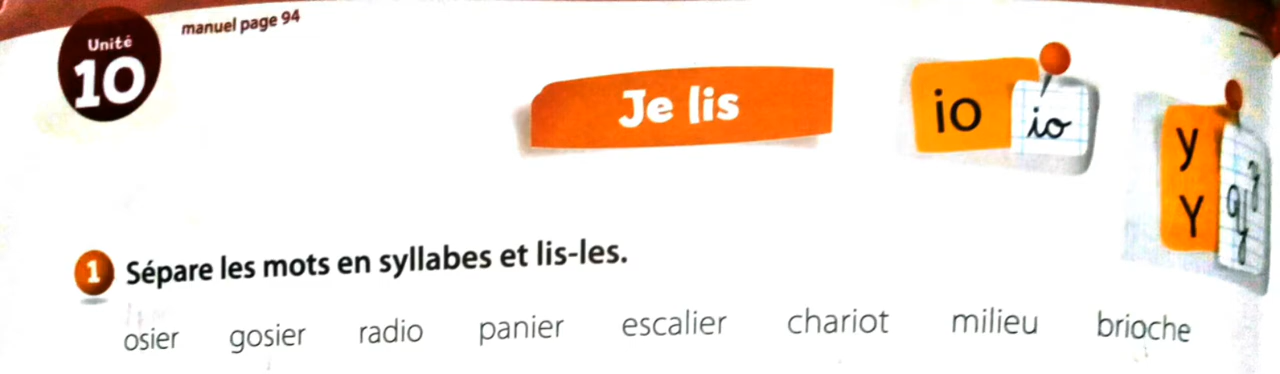 manuel page 94
Unité
10
Je lis
io io
y
Y
1 Sépare les mots en syllabes et lis-les.
osier gosier radio panier escalier chariot milieu brioche